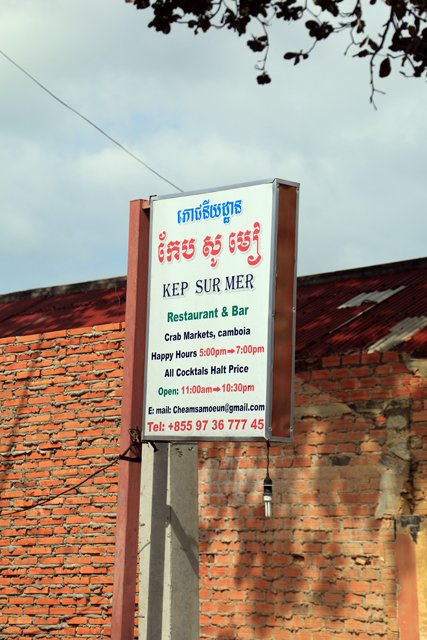 ភោជនីយដ្ឋាន
កែប សួ មៀ
KEP SUR MER
Restaurant & Bar
Crab Markets, camboia
Happy Hours 5:00pm➞7:00pm
All Cocktals Halt Price
Open: 11:00am➞10:30pm
E: mail: Cheamsamoeun@gmail.com
Tel: +855 97 36 777 45